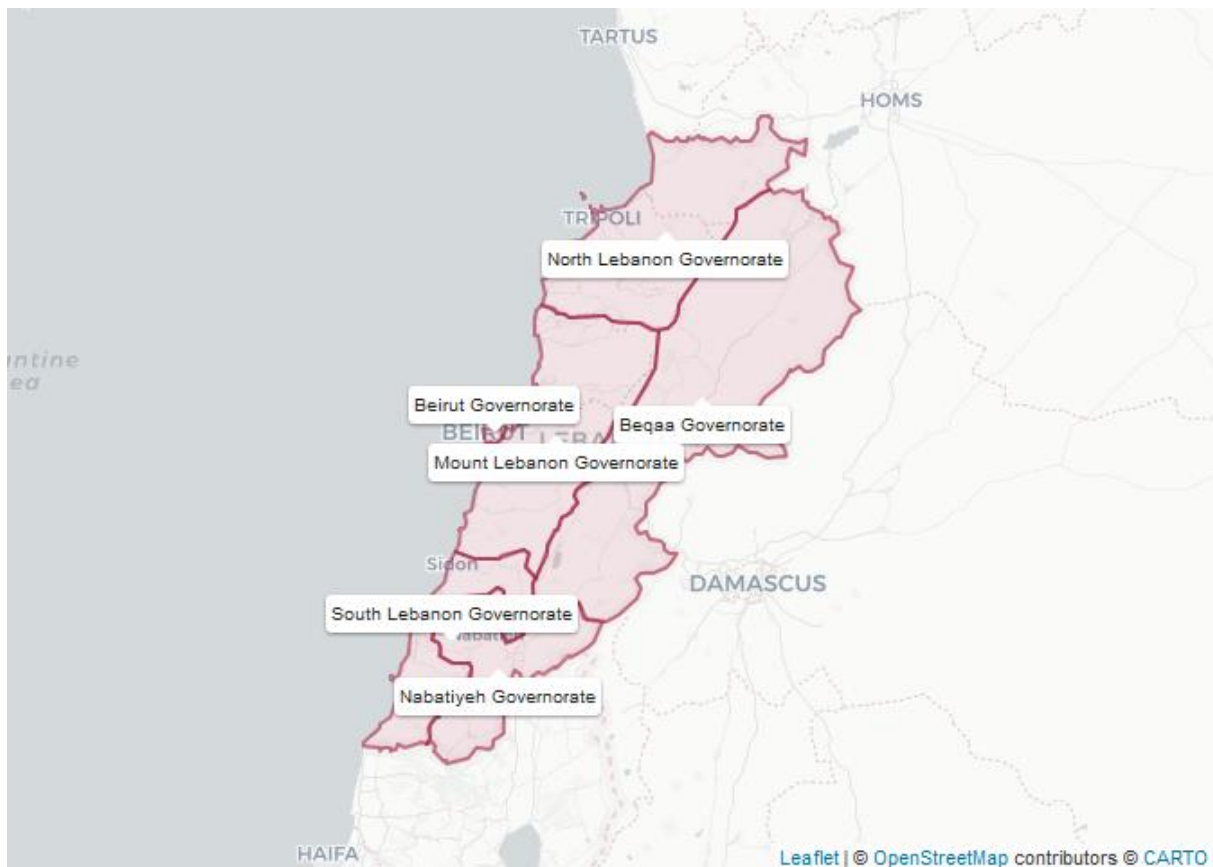 TARTUS
HOMS
TRIPOLI
North Lebanon Governorate
Beirut Governorate
BEIRUT
Beqaa Governorate
Mount Lebanon Governorate
Sidon
DAMASCUS
South Lebanon Governorate
Nabatiyeh Governorate
HAIFA
Leaflet | © OpenStreetMap contributors © CARTO